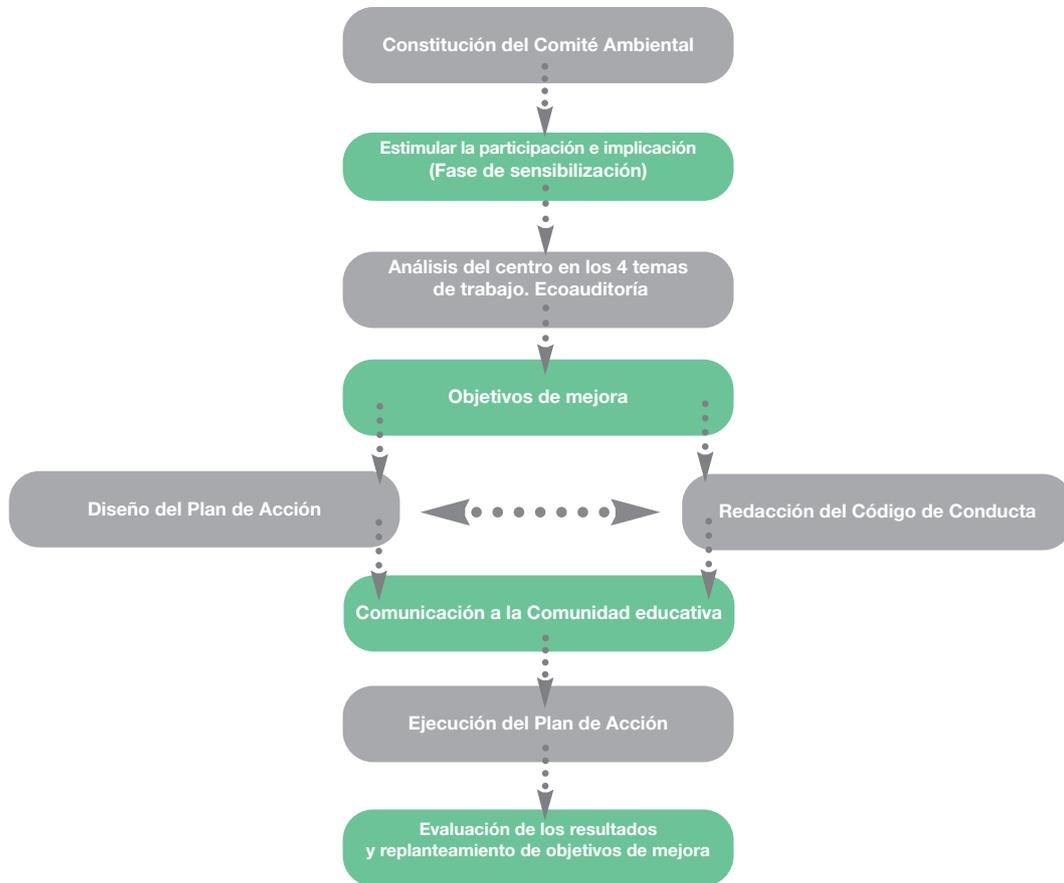 Constitución del Comité Ambiental
Estimular la participación e implicación
(Fase de sensibilización)
Análisis del centro en los 4 temas
de trabajo. Ecoauditoría
Objetivos de mejora
Diseño del Plan de Acción
Redacción del Código de Conducta
Comunicación a la Comunidad educativa
Ejecución del Plan de Acción
Evaluación de los resultados
y replanteamiento de objetivos de mejora